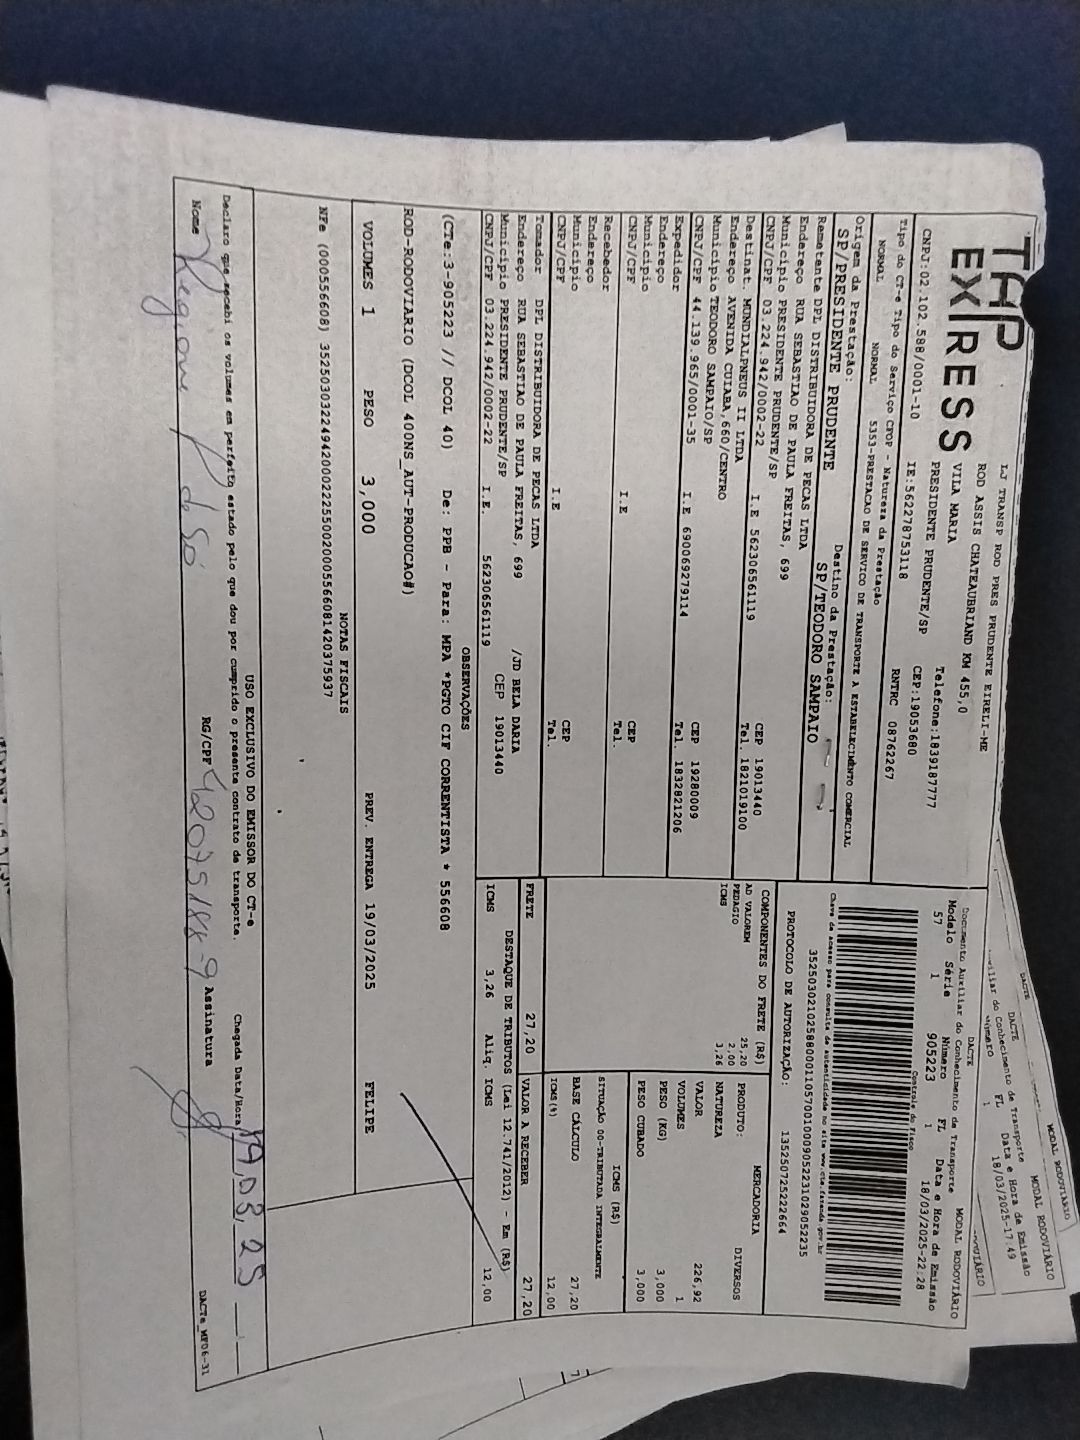 TAP
EXPRESS
LJ TRANSP ROD PRES PRUDENTE EIRELI-ME
ROD ASSIS CHATEAUBRIAND KM 455,0
VILA MARIA Telefone:1839187777
PRESIDENTE PRUDENTE/SP CEP:19053680
CNPJ:02.102.588/0001-10 IE:562278753118 RNTRC 08762267
Tipo do CT-e Tipo do Serviço CFOP - Natureza da Prestação
NORMAL NORMAL 5353-PRESTACAO DE SERVICO DE TRANSPORTE A ESTABELECIMENTO COMERCIAL
Origem da Prestação: Destino da Prestação:
SP/PRESIDENTE PRUDENTE SP/TEODORO SAMPAIO
Remetente DPL DISTRIBUIDORA DE PECAS LTDA
Endereço RUA SEBASTIAO DE PAULA FREITAS, 699
Município PRESIDENTE PRUDENTE/SP CEP 19013440
CNPJ/CPF 03.224.942/0002-22 I.E 562306561119 Tel. 1821019100
Destinat. MUNDIALPNEUS II LTDA
Endereço AVENIDA CUIABA,660/CENTRO
Município TEODORO SAMPAIO/SP CEP 19280009
CNPJ/CPF 44.139.965/0001-35 I.E 690069279114 Tel. 1832821206
Expedidor
Endereço
Município CEP
CNPJ/CPF I.E Tel.
Recebedor
Endereço
Município CEP
CNPJ/CPF I.E Tel.
Tomador DPL DISTRIBUIDORA DE PECAS LTDA
Endereço RUA SEBASTIAO DE PAULA FREITAS, 699 /JD BELA DARIA
Município PRESIDENTE PRUDENTE/SP CEP 19013440
CNPJ/CPF 03.224.942/0002-22 I.E. 562306561119
DACTE MODAL RODOVIÁRIO
Documento Auxiliar do Conhecimento de Transporte
Modelo Série Número FL Data e Hora de Emissão
57 1 905223 1 18/03/2025-22:28
Controle do Fisco
Chave de acesso para consulta de autenticidade no site www.cte.fazenda.gov.br
35250302102588000110570010009052231029052235
PROTOCOLO DE AUTORIZAÇÃO: 135250725222664
COMPONENTES DO FRETE (R$)
AD VALOREM 25,20
PEDAGIO 2,00
ICMS 3,26
MERCADORIA
PRODUTO: DIVERSOS
NATUREZA
VALOR 226,92
VOLUMES 1
PESO (KG) 3,000
PESO CUBADO 3,000
ICMS (R$)
SITUAÇÃO 00-TRIBUTADA INTEGRALMENTE
BASE CÁLCULO 27,20
ICMS(%) 12,00
FRETE 27,20 VALOR A RECEBER 27,20
DESTAQUE DE TRIBUTOS (Lei 12.741/2012) - Em (R$)
ICMS 3,26 Aliq. ICMS 12,00
OBSERVAÇÕES
(CTe:3-905223 // DCOL 40) De: PPB - Para: MPA *PGTO CIF CORRENTISTA * 556608
ROD-RODOVIARIO (DCOL 400NS_AUT-PRODUCAO#)
VOLUMES 1 PESO 3,000 PREV. ENTREGA 19/03/2025 FELIPE
NOTAS FISCAIS
NFe (000556608) 35250303224942000222550020005566081420375937
USO EXCLUSIVO DO EMISSOR DO CT-e
Declaro que recebi os volumes em perfeito estado pelo que dou por cumprido o presente contrato de transporte. Chegada Data/Hora 19,03,25
Nome RG/CPF Assinatura
DACTe_MF06-31
DACTE MODAL RODOVIÁRIO
Número FL Data e Hora de Emissão
1 18/03/2025-17:49
DACTE MODAL RODOVIÁRIO